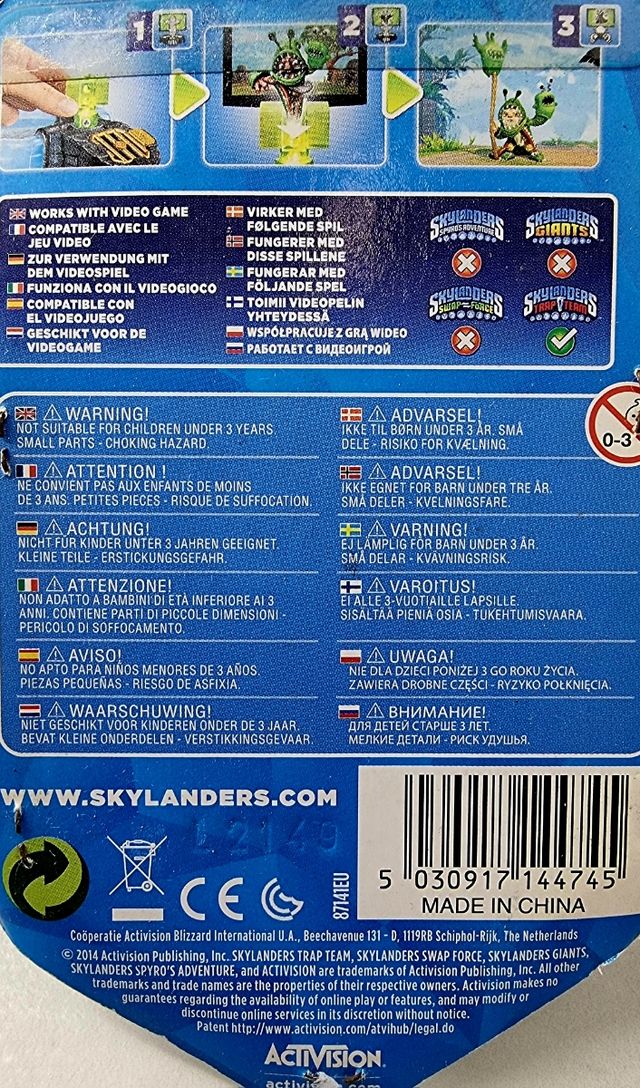 1
2
3
WORKS WITH VIDEO GAME
COMPATIBLE AVEC LE
JEU VIDEO
ZUR VERWENDUNG MIT
DEM VIDEOSPIEL
FUNZIONA CON IL VIDEOGIOCO
COMPATIBLE CON
EL VIDEOJUEGO
GESCHIKT VOOR DE
VIDEOGAME
VIRKER MED
FØLGENDE SPIL
FUNGERER MED
DISSE SPILLENE
FUNGERAR MED
FÖLJANDE SPEL
TOIMII VIDEOPELIN
YHTEYDESSÄ
WSPÓŁPRACUJE Z GRĄ WIDEO
РАБОТАЕТ С ВИДЕОИГРОЙ
SKYLANDERS
SPYRO'S ADVENTURE
SKYLANDERS
GIANTS
SKYLANDERS
SWAP FORCE
SKYLANDERS
TRAP TEAM
WARNING!
NOT SUITABLE FOR CHILDREN UNDER 3 YEARS.
SMALL PARTS - CHOKING HAZARD.
ATTENTION !
NE CONVIENT PAS AUX ENFANTS DE MOINS
DE 3 ANS. PETITES PIECES - RISQUE DE SUFFOCATION.
ACHTUNG!
NICHT FÜR KINDER UNTER 3 JAHREN GEEIGNET.
KLEINE TEILE - ERSTICKUNGSGEFAHR.
ATTENZIONE!
NON ADATTO A BAMBINI DI ETÀ INFERIORE AI 3
ANNI. CONTIENE PARTI DI PICCOLE DIMENSIONI -
PERICOLO DI SOFFOCAMENTO.
AVISO!
NO APTO PARA NIÑOS MENORES DE 3 AÑOS.
PIEZAS PEQUEÑAS - RIESGO DE ASFIXIA.
WAARSCHUWING!
NIET GESCHIKT VOOR KINDEREN ONDER DE 3 JAAR.
BEVAT KLEINE ONDERDELEN - VERSTIKKINGSGEVAAR.
ADVARSEL!
IKKE TIL BØRN UNDER 3 ÅR. SMÅ
DELE - RISIKO FOR KVÆLNING.
ADVARSEL!
IKKE EGNET FOR BARN UNDER TRE ÅR.
SMÅ DELER - KVELNINGSFARE.
VARNING!
EJ LÄMPLIG FÖR BARN UNDER 3 ÅR.
SMÅ DELAR - KVÄVNINGSRISK.
VAROITUS!
EI ALLE 3-VUOTIAILLE LAPSILLE.
SISÄLTÄÄ PIENIÄ OSIA - TUKEHTUMISVAARA.
UWAGA!
NIE DLA DZIECI PONIŻEJ 3 GO ROKU ŻYCIA.
ZAWIERA DROBNE CZĘŚCI - RYZYKO POŁKNIĘCIA.
ВНИМАНИЕ!
ДЛЯ ДЕТЕЙ СТАРШЕ 3 ЛЕТ.
МЕЛКИЕ ДЕТАЛИ - РИСК УДУШЬЯ.
0-3
WWW.SKYLANDERS.COM
CE
87141EU
5 030917 144745
MADE IN CHINA
Coöperatie Activision Blizzard International U.A., Beechavenue 131 - D, 1119RB Schiphol-Rijk, The Netherlands
© 2014 Activision Publishing, Inc. SKYLANDERS TRAP TEAM, SKYLANDERS SWAP FORCE, SKYLANDERS GIANTS,
SKYLANDERS SPYRO'S ADVENTURE, and ACTIVISION are trademarks of Activision Publishing, Inc. All other
trademarks and trade names are the properties of their respective owners. Activision makes no
guarantees regarding the availability of online play or features, and may modify or
discontinue online services in its discretion without notice.
Patent http://www.activision.com/atvihub/legal.do
ACTIVISION